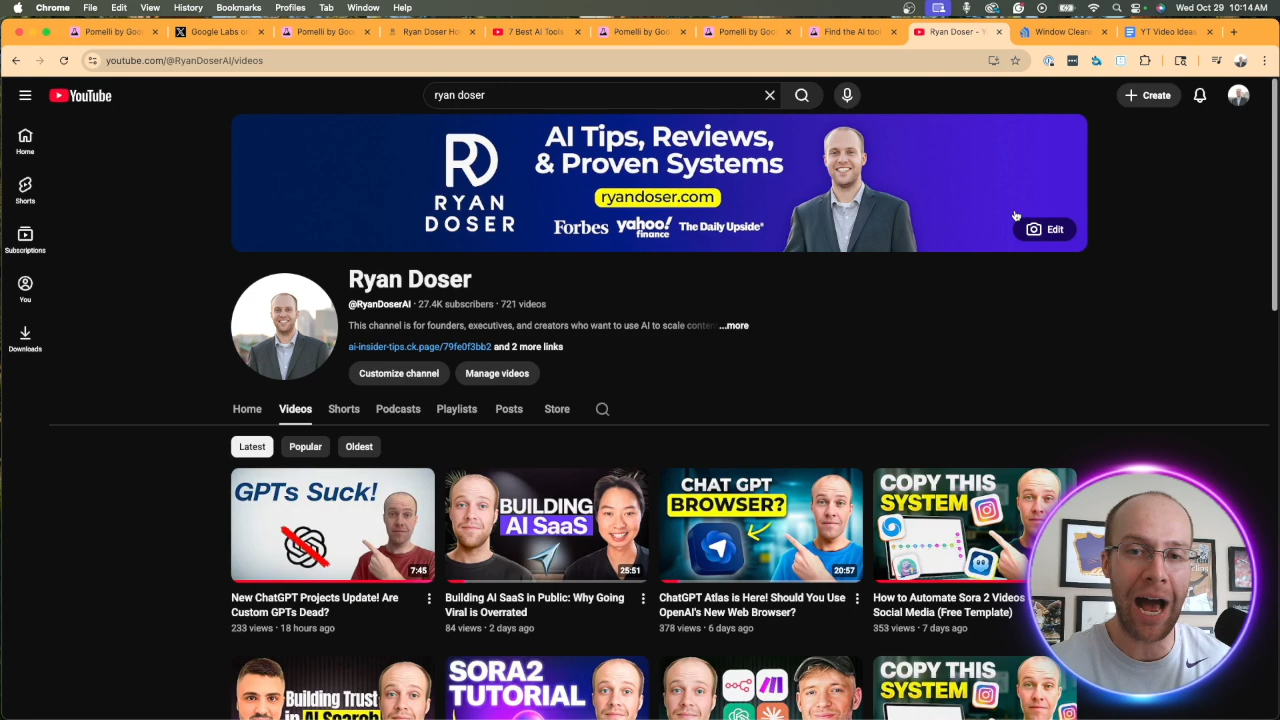 Chrome File Edit View History Bookmarks Profiles Tab Window Help
Wed Oct 29 10:14AM
Pomelli by Goo
Google Labs on
Pomelli by Goo
Ryan Doser Ho
7 Best AI Tools
Pomelli by Goo
Pomelli by Goo
Find the AI tool
Ryan Doser - Y
Window Clean
YT Video Ideas
youtube.com/@RyanDoserAI/videos
YouTube
ryan doser
Create
Home
Shorts
Subscriptions
You
Downloads
RD
RYAN
DOSER
AI Tips, Reviews,
& Proven Systems
ryandoser.com
Forbes yahoo! finance The Daily Upside
Edit
Ryan Doser
@RyanDoserAI · 27.4K subscribers · 721 videos
This channel is for founders, executives, and creators who want to use AI to scale conten ...more
ai-insider-tips.ck.page/79fe0f3bb2 and 2 more links
Customize channel
Manage videos
Home Videos Shorts Podcasts Playlists Posts Store
Latest Popular Oldest
GPTs Suck!
7:45
BUILDING
AI SaaS
25:51
CHAT GPT
BROWSER?
20:57
COPY THIS
SYSTEM
New ChatGPT Projects Update! Are
Custom GPTs Dead?
233 views · 18 hours ago
Building AI SaaS in Public: Why Going
Viral is Overrated
84 views · 2 days ago
ChatGPT Atlas is Here! Should You Use
OpenAI's New Web Browser?
378 views · 6 days ago
How to Automate Sora 2 Videos
Social Media (Free Template)
353 views · 7 days ago
Building Trust
in AI Search
SORA2
TUTORIAL
COPY THIS
SYSTEM